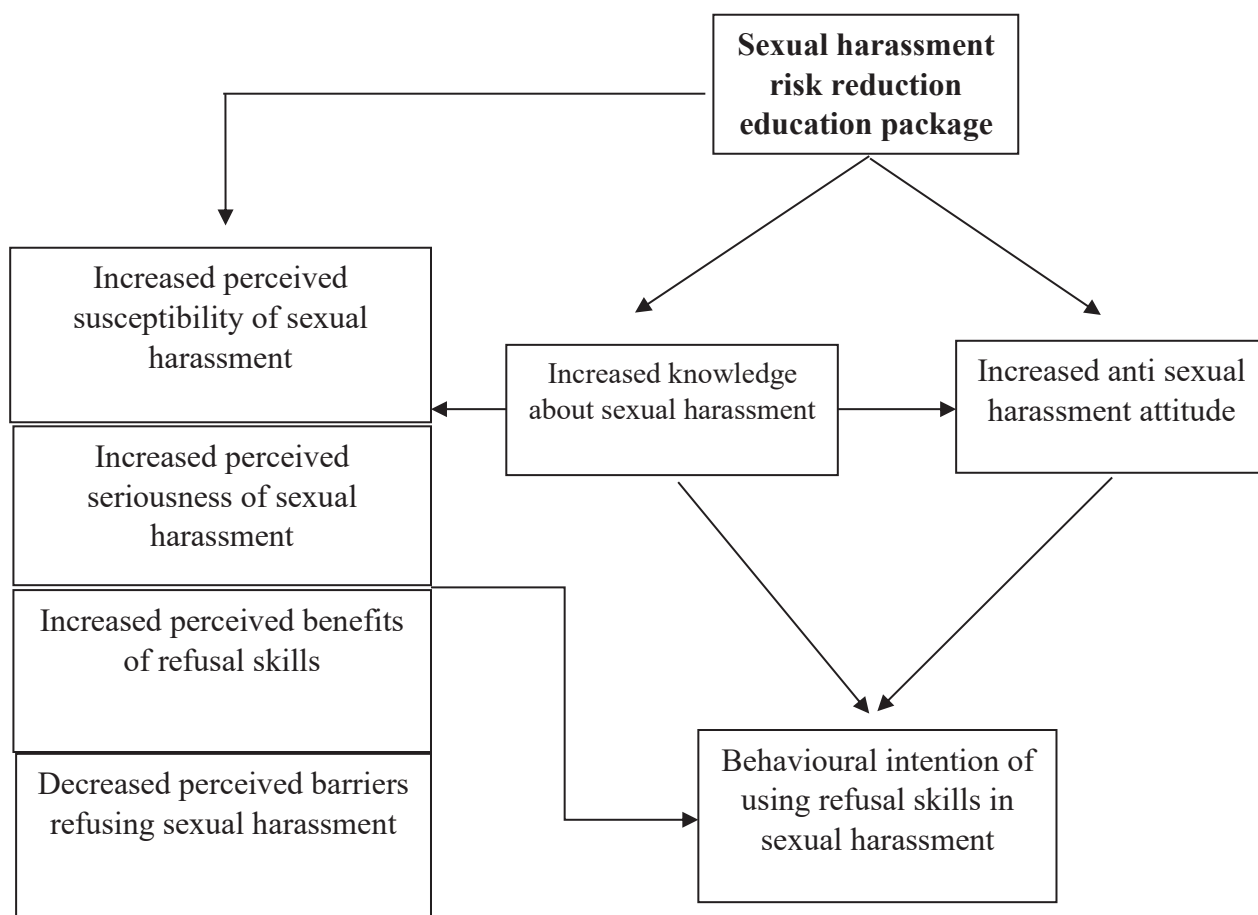 Sexual harassment
risk reduction
education package
Increased perceived
susceptibility of sexual
harassment
Increased knowledge
about sexual harassment
Increased anti sexual
harassment attitude
Increased perceived
seriousness of sexual
harassment
Increased perceived benefits
of refusal skills
Decreased perceived barriers
refusing sexual harassment
Behavioural intention of
using refusal skills in
sexual harassment